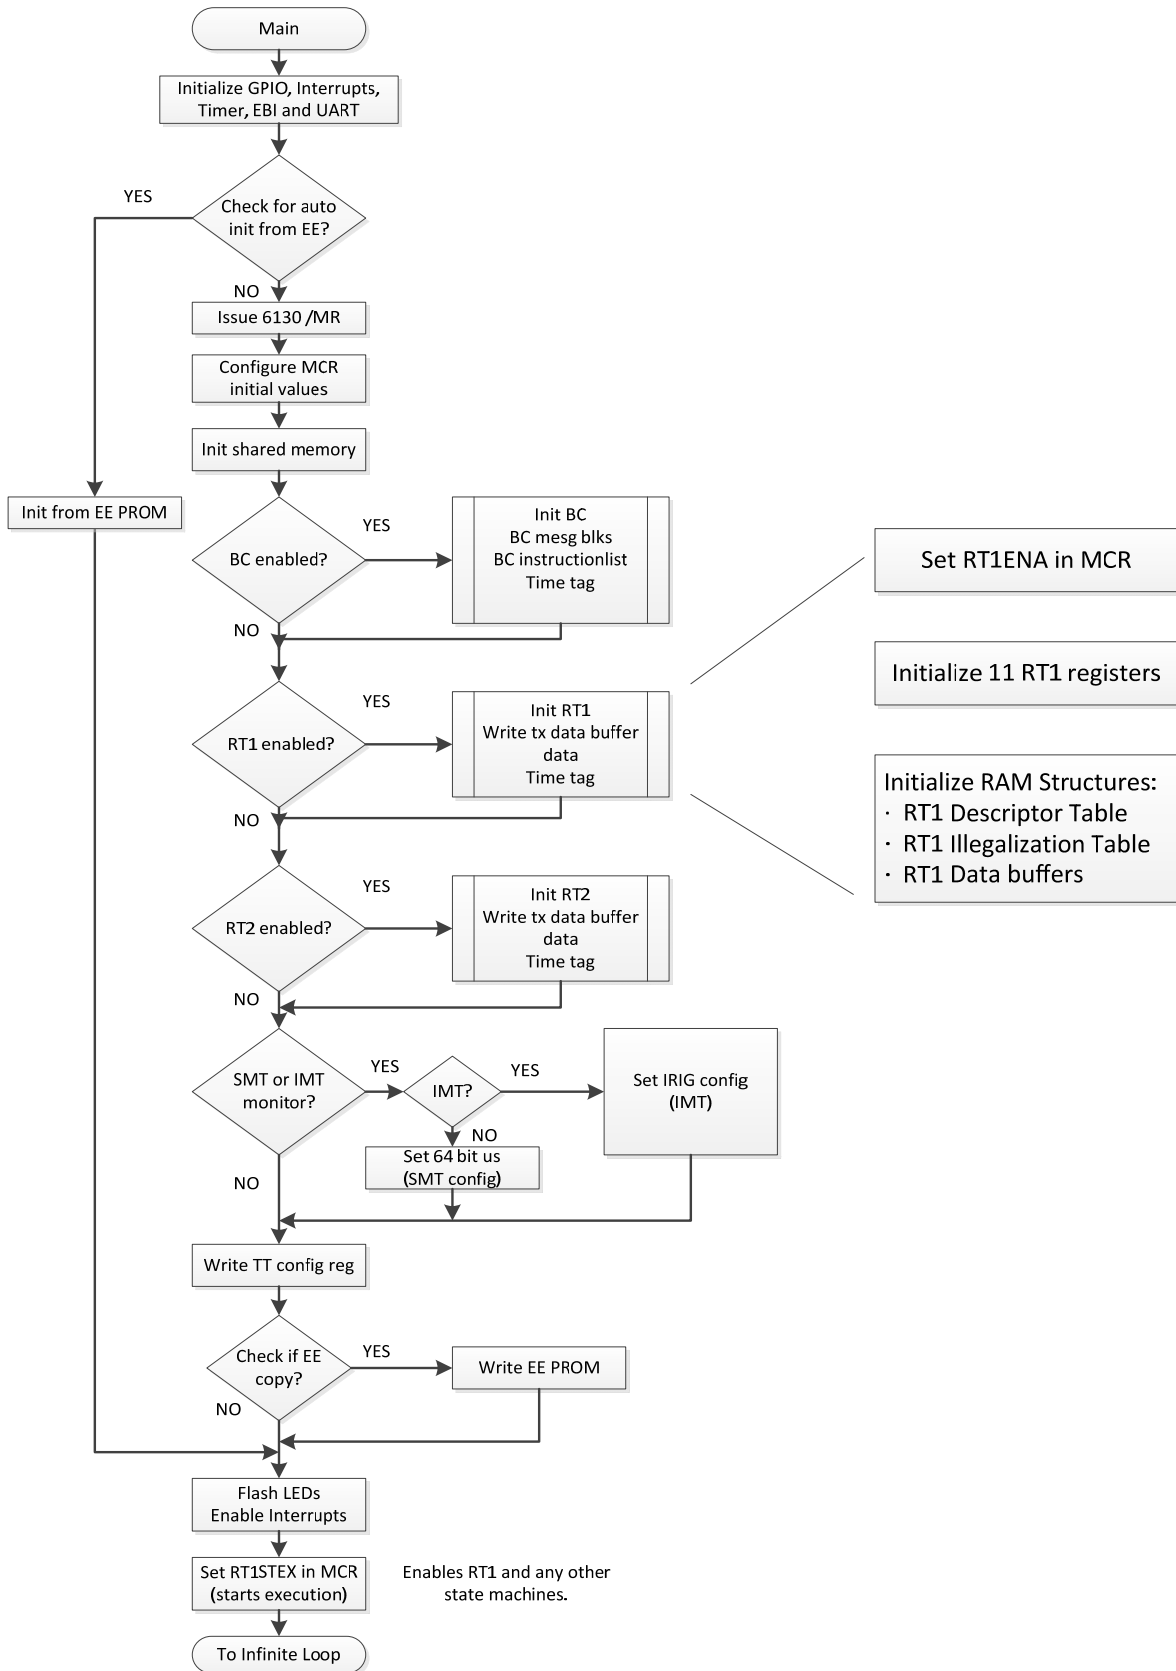 Main
Initialize GPIO, Interrupts,
Timer, EBI and UART
YES
Check for auto
init from EE?
NO
Issue 6130 /MR
Configure MCR
initial values
Init shared memory
Init from EE PROM
BC enabled?
YES
Init BC
BC mesg blks
BC instructionlist
Time tag
NO
Set RT1ENA in MCR
Initialize 11 RT1 registers
Initialize RAM Structures:
· RT1 Descriptor Table
· RT1 Illegalization Table
· RT1 Data buffers
RT1 enabled?
YES
Init RT1
Write tx data buffer
data
Time tag
NO
RT2 enabled?
YES
Init RT2
Write tx data buffer
data
Time tag
NO
SMT or IMT
monitor?
YES
IMT?
YES
Set IRIG config
(IMT)
NO
Set 64 bit us
(SMT config)
NO
Write TT config reg
Check if EE
copy?
YES
Write EE PROM
NO
Flash LEDs
Enable Interrupts
Set RT1STEX in MCR
(starts execution)
Enables RT1 and any other
state machines.
To Infinite Loop